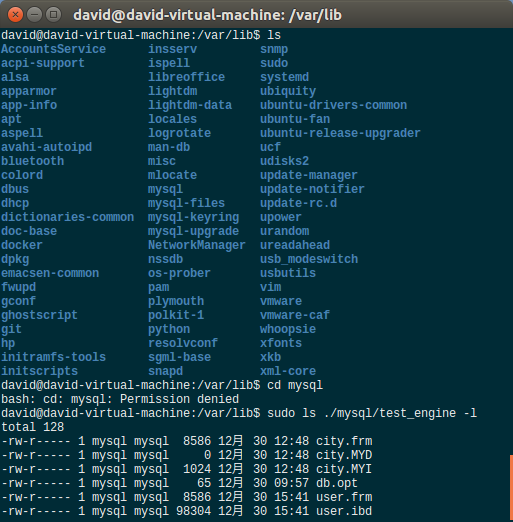 david@david-virtual-machine: /var/lib
david@david-virtual-machine:/var/lib$ ls
AccountsService insserv snmp
acpi-support ispell sudo
alsa libreoffice systemd
apparmor lightdm ubiquity
app-info lightdm-data ubuntu-drivers-common
apt locales ubuntu-fan
aspell logrotate ubuntu-release-upgrader
avahi-autoipd man-db ucf
bluetooth misc udisks2
colord mlocate update-manager
dbus mysql update-notifier
dhcp mysql-files update-rc.d
dictionaries-common mysql-keyring upower
doc-base mysql-upgrade urandom
docker NetworkManager ureadahead
dpkg nssdb usb_modeswitch
emacsen-common os-prober usbutils
fwupd pam vim
gconf plymouth vmware
ghostscript polkit-1 vmware-caf
git python whoopsie
hp resolvconf xfonts
initramfs-tools sgml-base xkb
initscripts snapd xml-core
david@david-virtual-machine:/var/lib$ cd mysql
bash: cd: mysql: Permission denied
david@david-virtual-machine:/var/lib$ sudo ls ./mysql/test_engine -l
total 128
-rw-r----- 1 mysql mysql 8586 12月 30 12:48 city.frm
-rw-r----- 1 mysql mysql 0 12月 30 12:48 city.MYD
-rw-r----- 1 mysql mysql 1024 12月 30 12:48 city.MYI
-rw-r----- 1 mysql mysql 65 12月 30 09:57 db.opt
-rw-r----- 1 mysql mysql 8586 12月 30 15:41 user.frm
-rw-r----- 1 mysql mysql 98304 12月 30 15:41 user.ibd